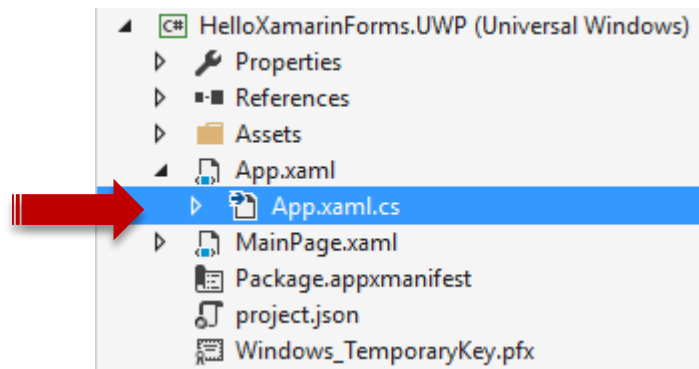 C# HelloXamarinForms.UWP (Universal Windows)
Properties
References
Assets
App.xaml
App.xaml.cs
MainPage.xaml
Package.appxmanifest
project.json
Windows_TemporaryKey.pfx